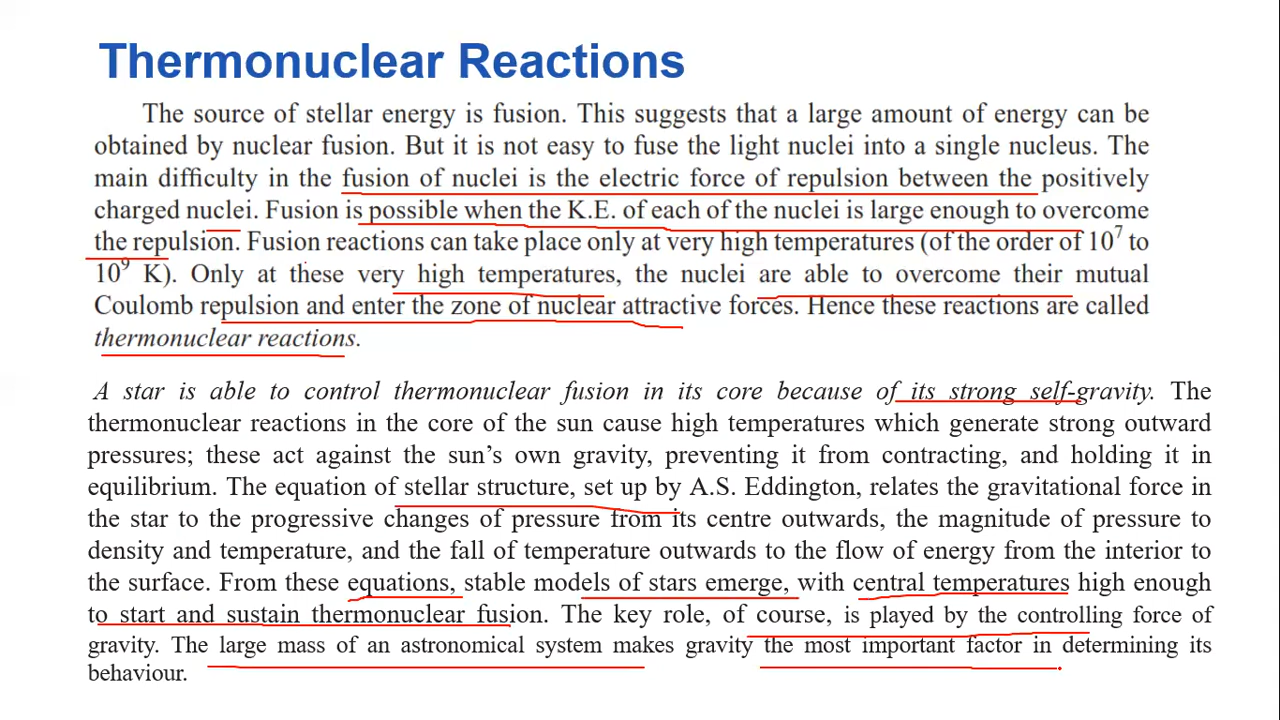 Thermonuclear Reactions
The source of stellar energy is fusion. This suggests that a large amount of energy can be
obtained by nuclear fusion. But it is not easy to fuse the light nuclei into a single nucleus. The
main difficulty in the fusion of nuclei is the electric force of repulsion between the positively
charged nuclei. Fusion is possible when the K.E. of each of the nuclei is large enough to overcome
the repulsion. Fusion reactions can take place only at very high temperatures (of the order of 10⁷ to
10⁹ K). Only at these very high temperatures, the nuclei are able to overcome their mutual
Coulomb repulsion and enter the zone of nuclear attractive forces. Hence these reactions are called
thermonuclear reactions.
A star is able to control thermonuclear fusion in its core because of its strong self-gravity. The
thermonuclear reactions in the core of the sun cause high temperatures which generate strong outward
pressures; these act against the sun's own gravity, preventing it from contracting, and holding it in
equilibrium. The equation of stellar structure, set up by A.S. Eddington, relates the gravitational force in
the star to the progressive changes of pressure from its centre outwards, the magnitude of pressure to
density and temperature, and the fall of temperature outwards to the flow of energy from the interior to
the surface. From these equations, stable models of stars emerge, with central temperatures high enough
to start and sustain thermonuclear fusion. The key role, of course, is played by the controlling force of
gravity. The large mass of an astronomical system makes gravity the most important factor in determining its
behaviour.